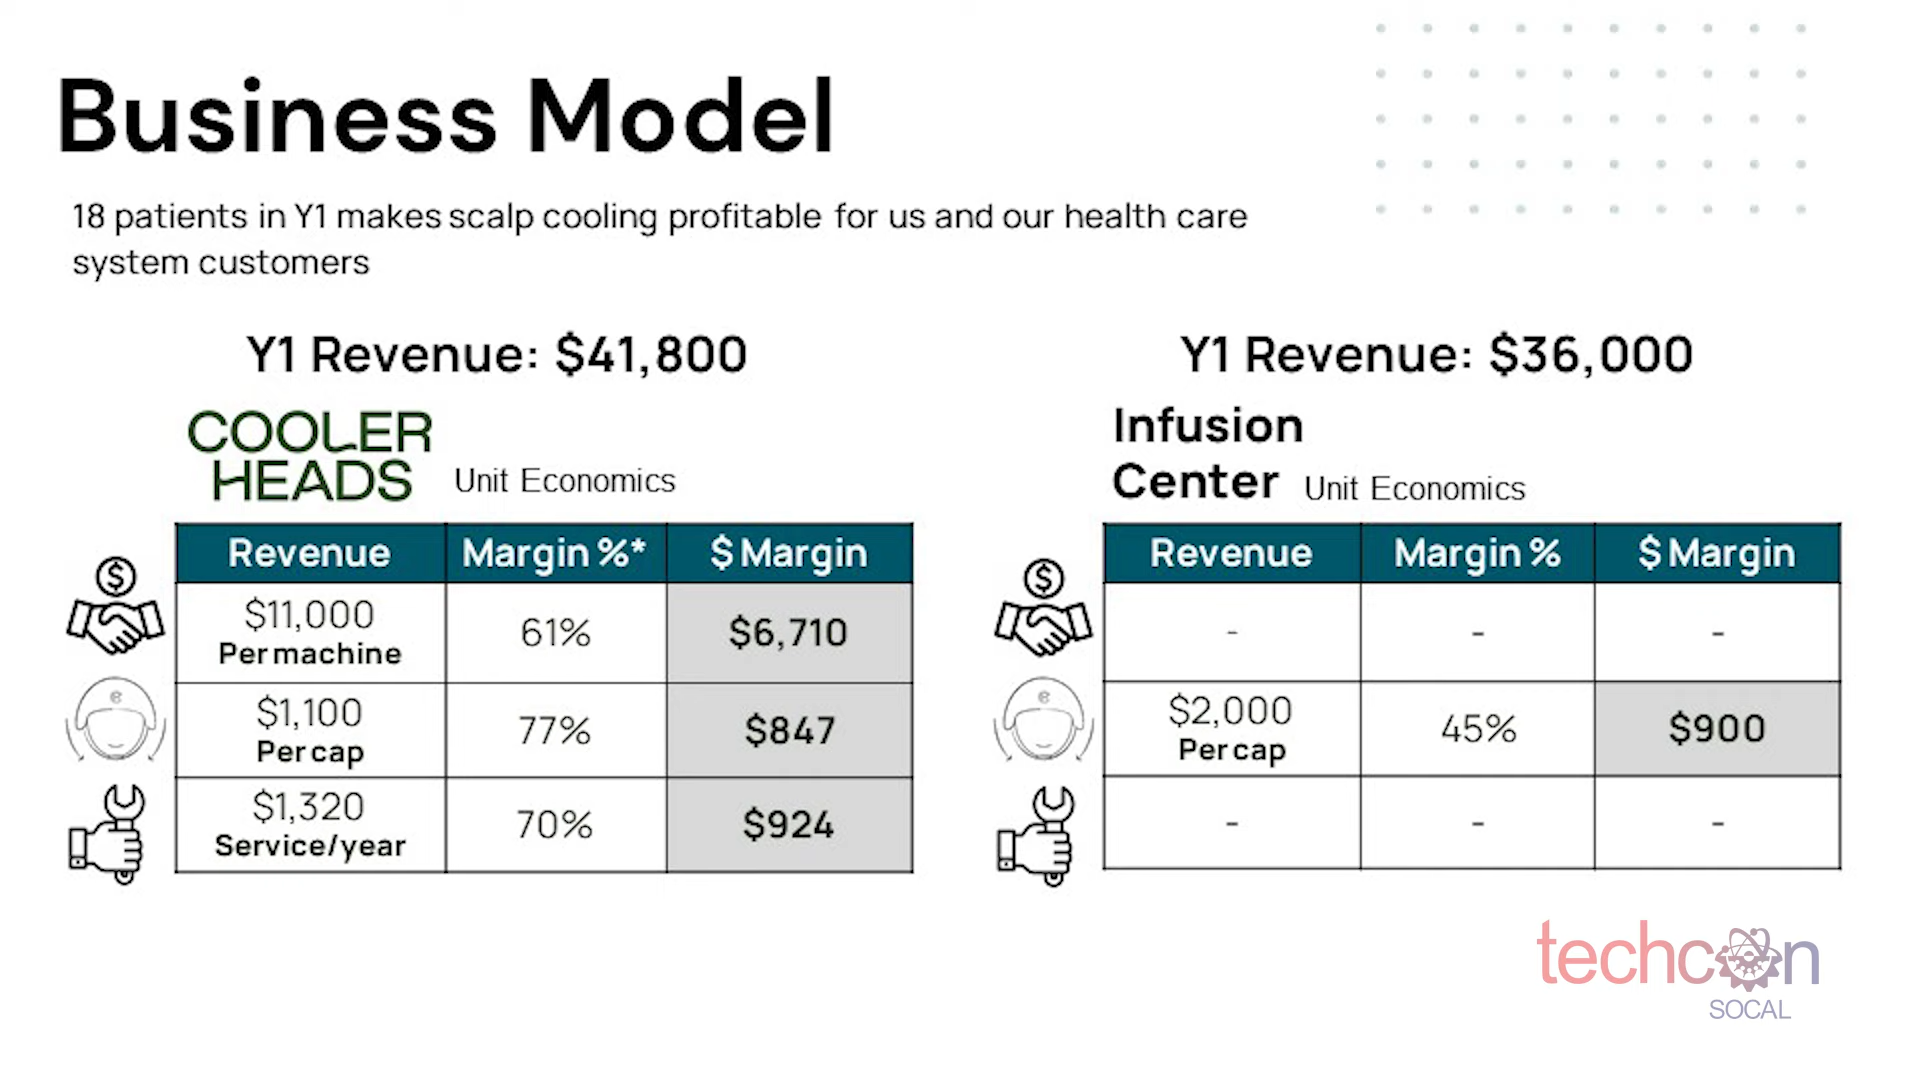 Business Model
18 patients in Y1 makes scalp cooling profitable for us and our health care
system customers
Y1 Revenue: $41,800
COOLER
HEADS
Unit Economics
Revenue Margin %* $ Margin
$11,000
Per machine
61% $6,710
$1,100
Per cap
77% $847
$1,320
Service/year
70% $924
Y1 Revenue: $36,000
Infusion
Center Unit Economics
Revenue Margin % $ Margin
- - -
$2,000
Per cap
45% $900
- - -
techcon
SOCAL